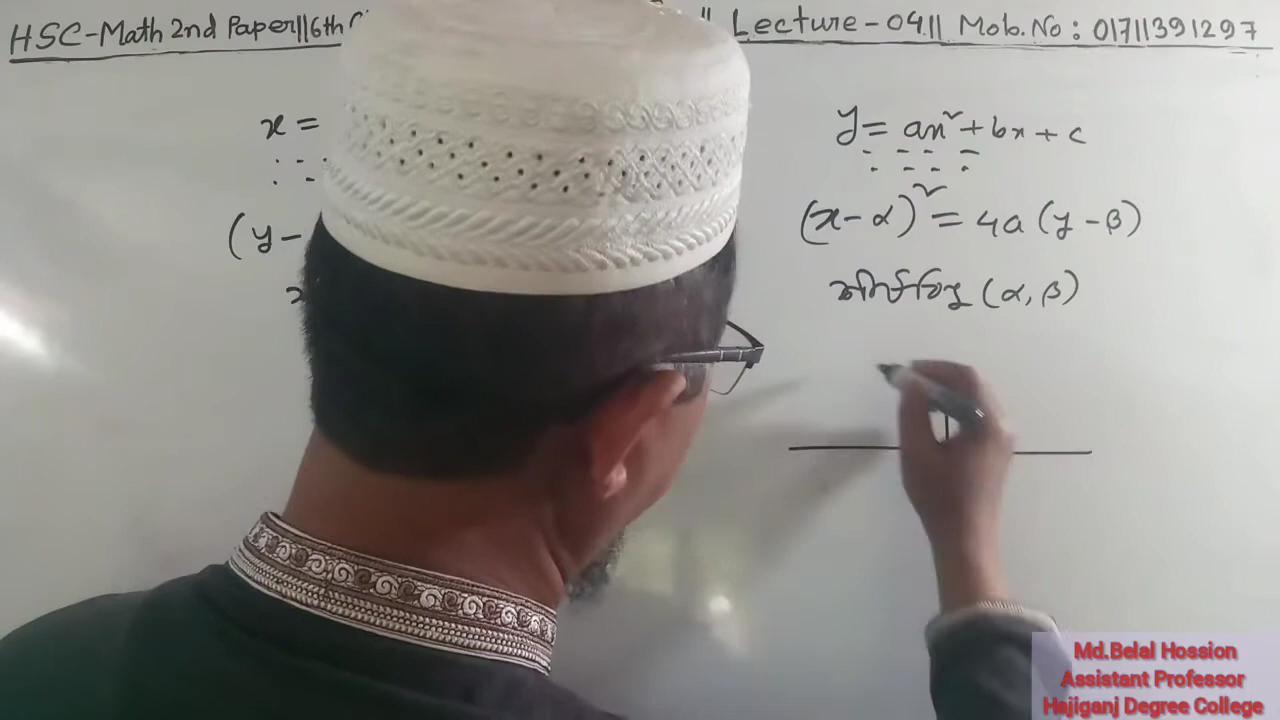 HSC-Math 2nd Paper||6th || Lecture-04|| Mob.No: 01711391297
x =
y = ax²+bx+c
(y-
(x-α)² = 4a(y-β)
শীর্ষবিন্দু (α, β)
Md.Belal Hossion
Assistant Professor
Hajiganj Degree College